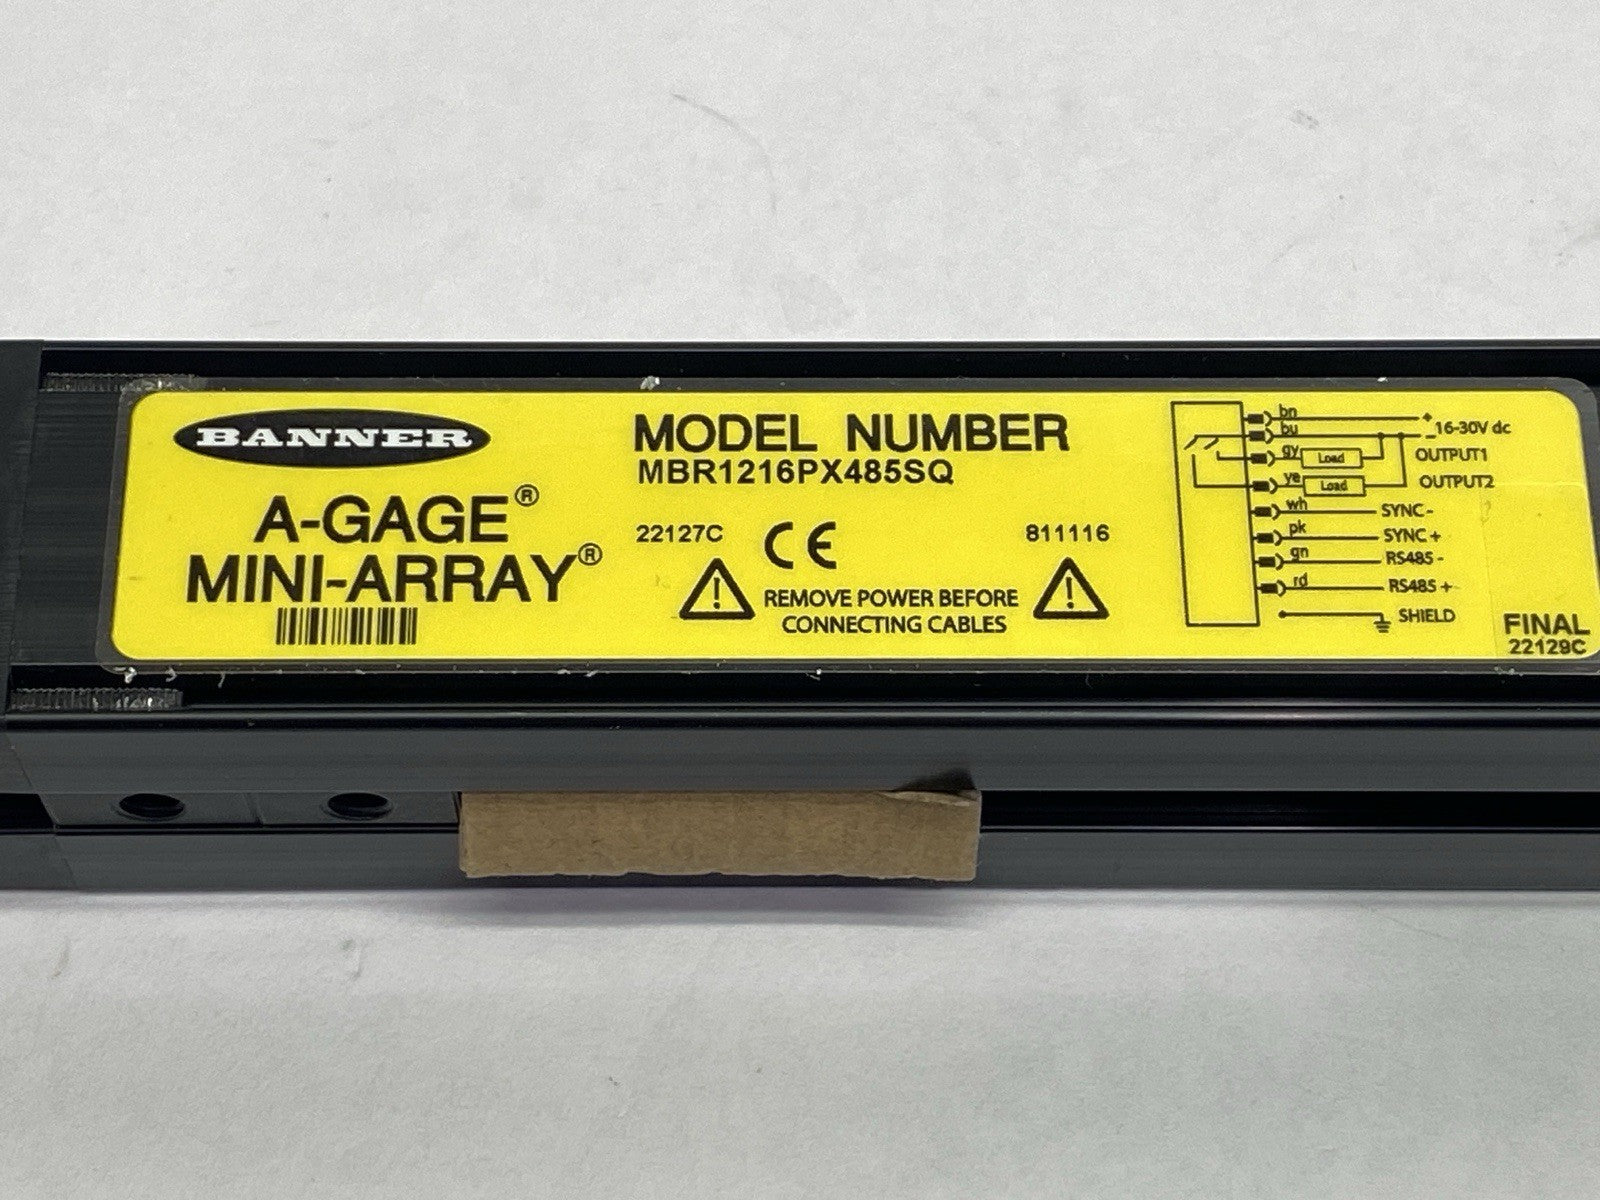 BANNER
A-GAGE®
MINI-ARRAY®
MODEL NUMBER
MBR1216PX485SQ
22127C CE 811116
REMOVE POWER BEFORE
CONNECTING CABLES
bn + 16-30V dc
bu -
gy Load OUTPUT1
ye Load OUTPUT2
wh SYNC -
pk SYNC +
gn RS485 -
rd RS485 +
SHIELD
FINAL
22129C